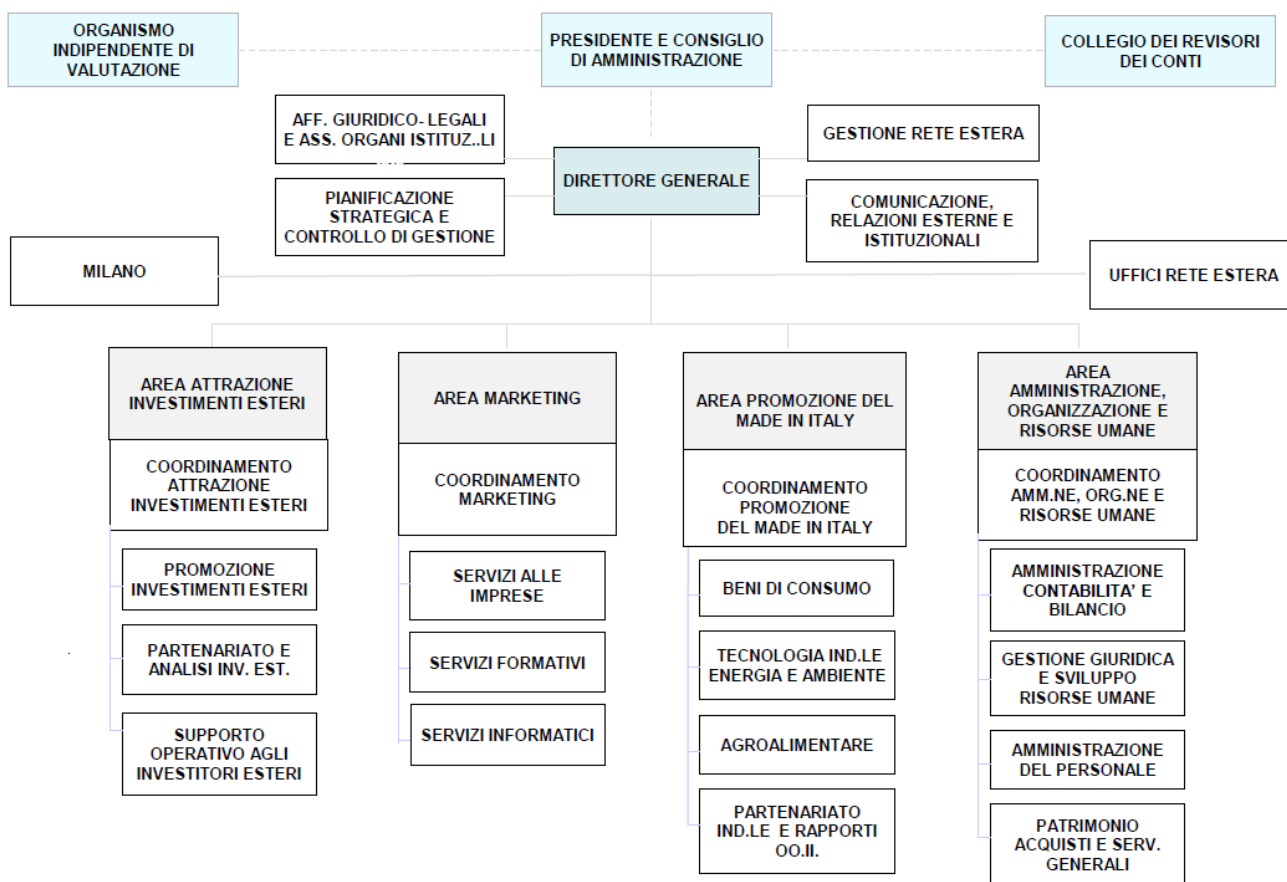 ORGANISMO
INDIPENDENTE DI
VALUTAZIONE
PRESIDENTE E CONSIGLIO
DI AMMINISTRAZIONE
COLLEGIO DEI REVISORI
DEI CONTI
AFF. GIURIDICO- LEGALI
E ASS. ORGANI ISTITUZ..LI
GESTIONE RETE ESTERA
DIRETTORE GENERALE
PIANIFICAZIONE
STRATEGICA E
CONTROLLO DI GESTIONE
COMUNICAZIONE,
RELAZIONI ESTERNE E
ISTITUZIONALI
MILANO
UFFICI RETE ESTERA
AREA ATTRAZIONE
INVESTIMENTI ESTERI
COORDINAMENTO
ATTRAZIONE
INVESTIMENTI ESTERI
PROMOZIONE
INVESTIMENTI ESTERI
PARTENARIATO E
ANALISI INV. EST.
SUPPORTO
OPERATIVO AGLI
INVESTITORI ESTERI
AREA MARKETING
COORDINAMENTO
MARKETING
SERVIZI ALLE
IMPRESE
SERVIZI FORMATIVI
SERVIZI INFORMATICI
AREA PROMOZIONE DEL
MADE IN ITALY
COORDINAMENTO
PROMOZIONE
DEL MADE IN ITALY
BENI DI CONSUMO
TECNOLOGIA IND.LE
ENERGIA E AMBIENTE
AGROALIMENTARE
PARTENARIATO
IND.LE E RAPPORTI
OO.II.
AREA
AMMINISTRAZIONE,
ORGANIZZAZIONE E
RISORSE UMANE
COORDINAMENTO
AMM.NE, ORG.NE E
RISORSE UMANE
AMMINISTRAZIONE
CONTABILITA' E
BILANCIO
GESTIONE GIURIDICA
E SVILUPPO
RISORSE UMANE
AMMINISTRAZIONE
DEL PERSONALE
PATRIMONIO
ACQUISTI E SERV.
GENERALI